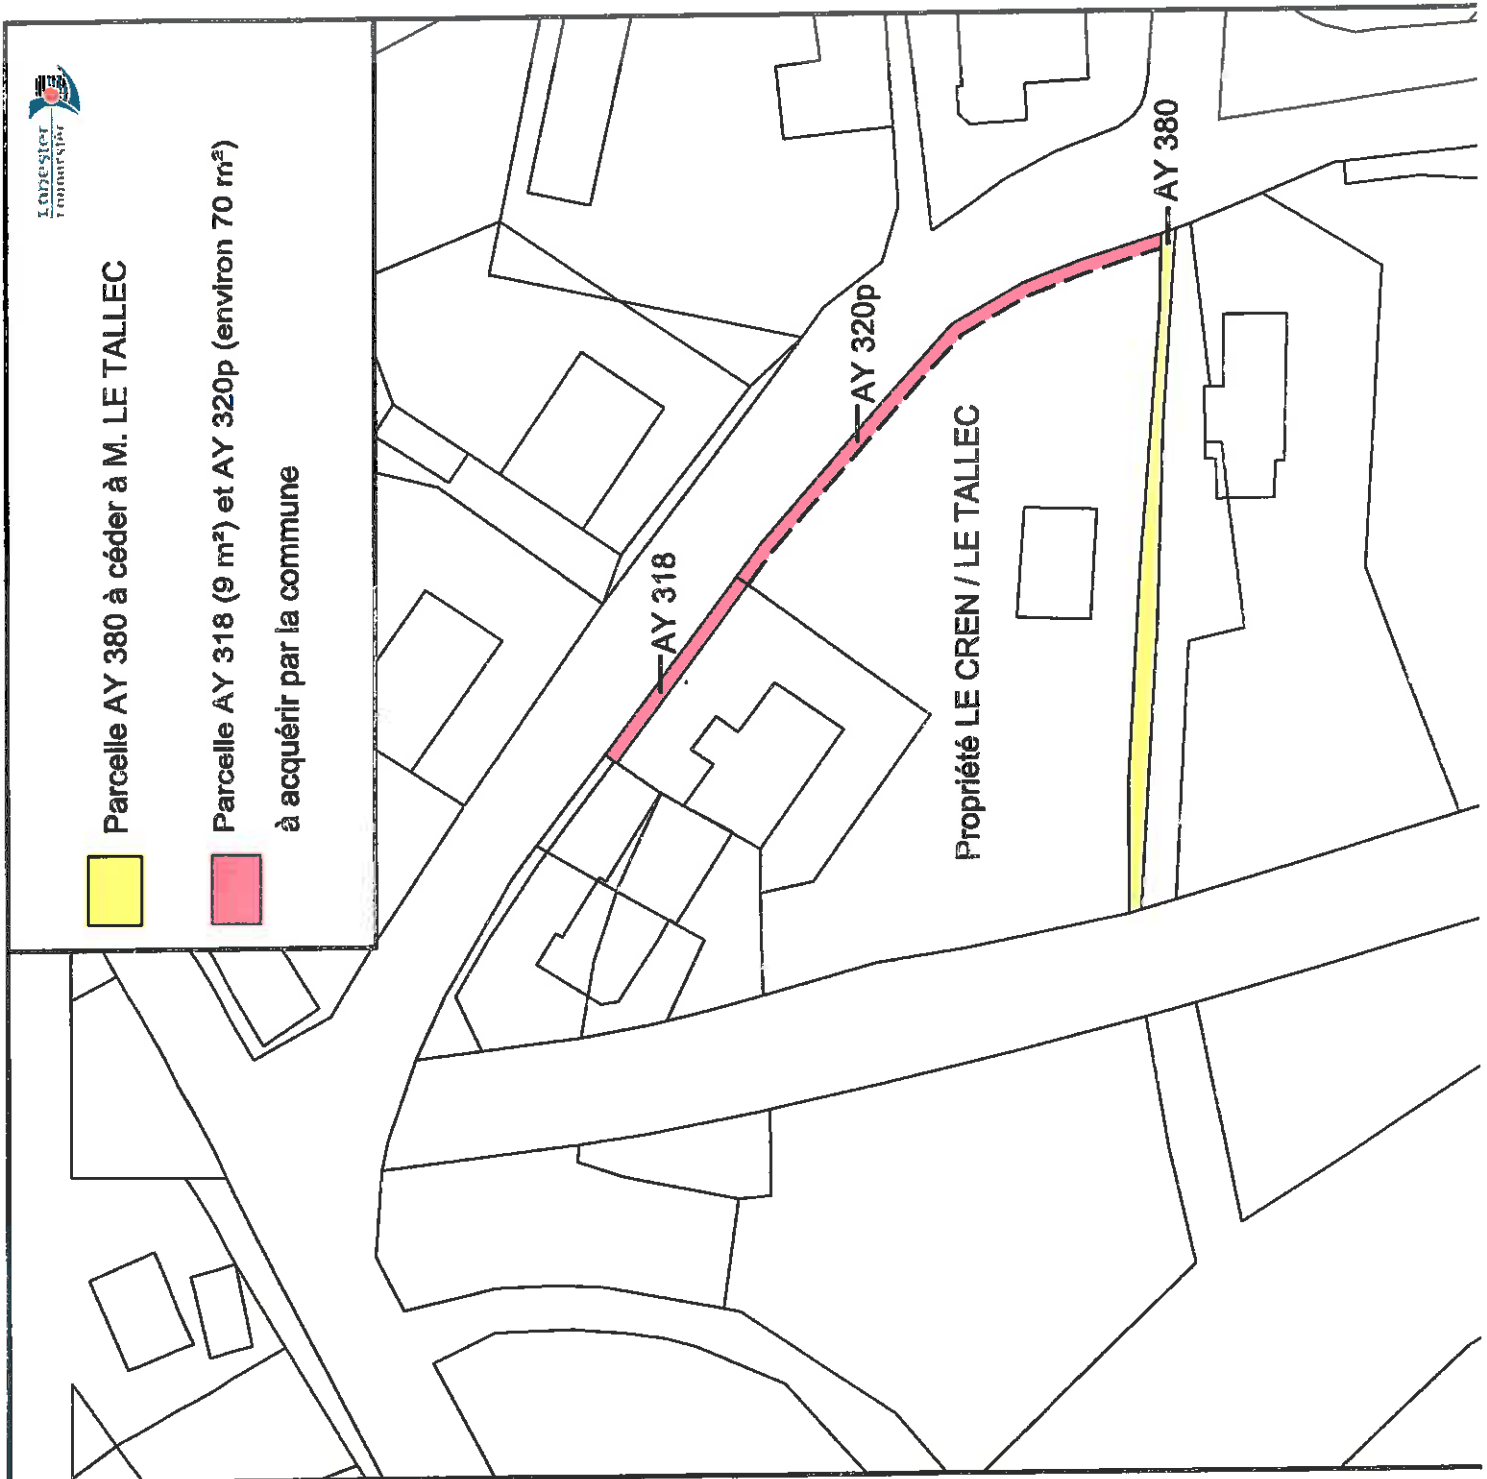 Lanester
Parcelle AY 380 à céder à M. LE TALLEC
Parcelle AY 318 (9 m²) et AY 320p (environ 70 m²)
à acquérir par la commune
AY 318
AY 320p
AY 380
Propriété LE CREN / LE TALLEC